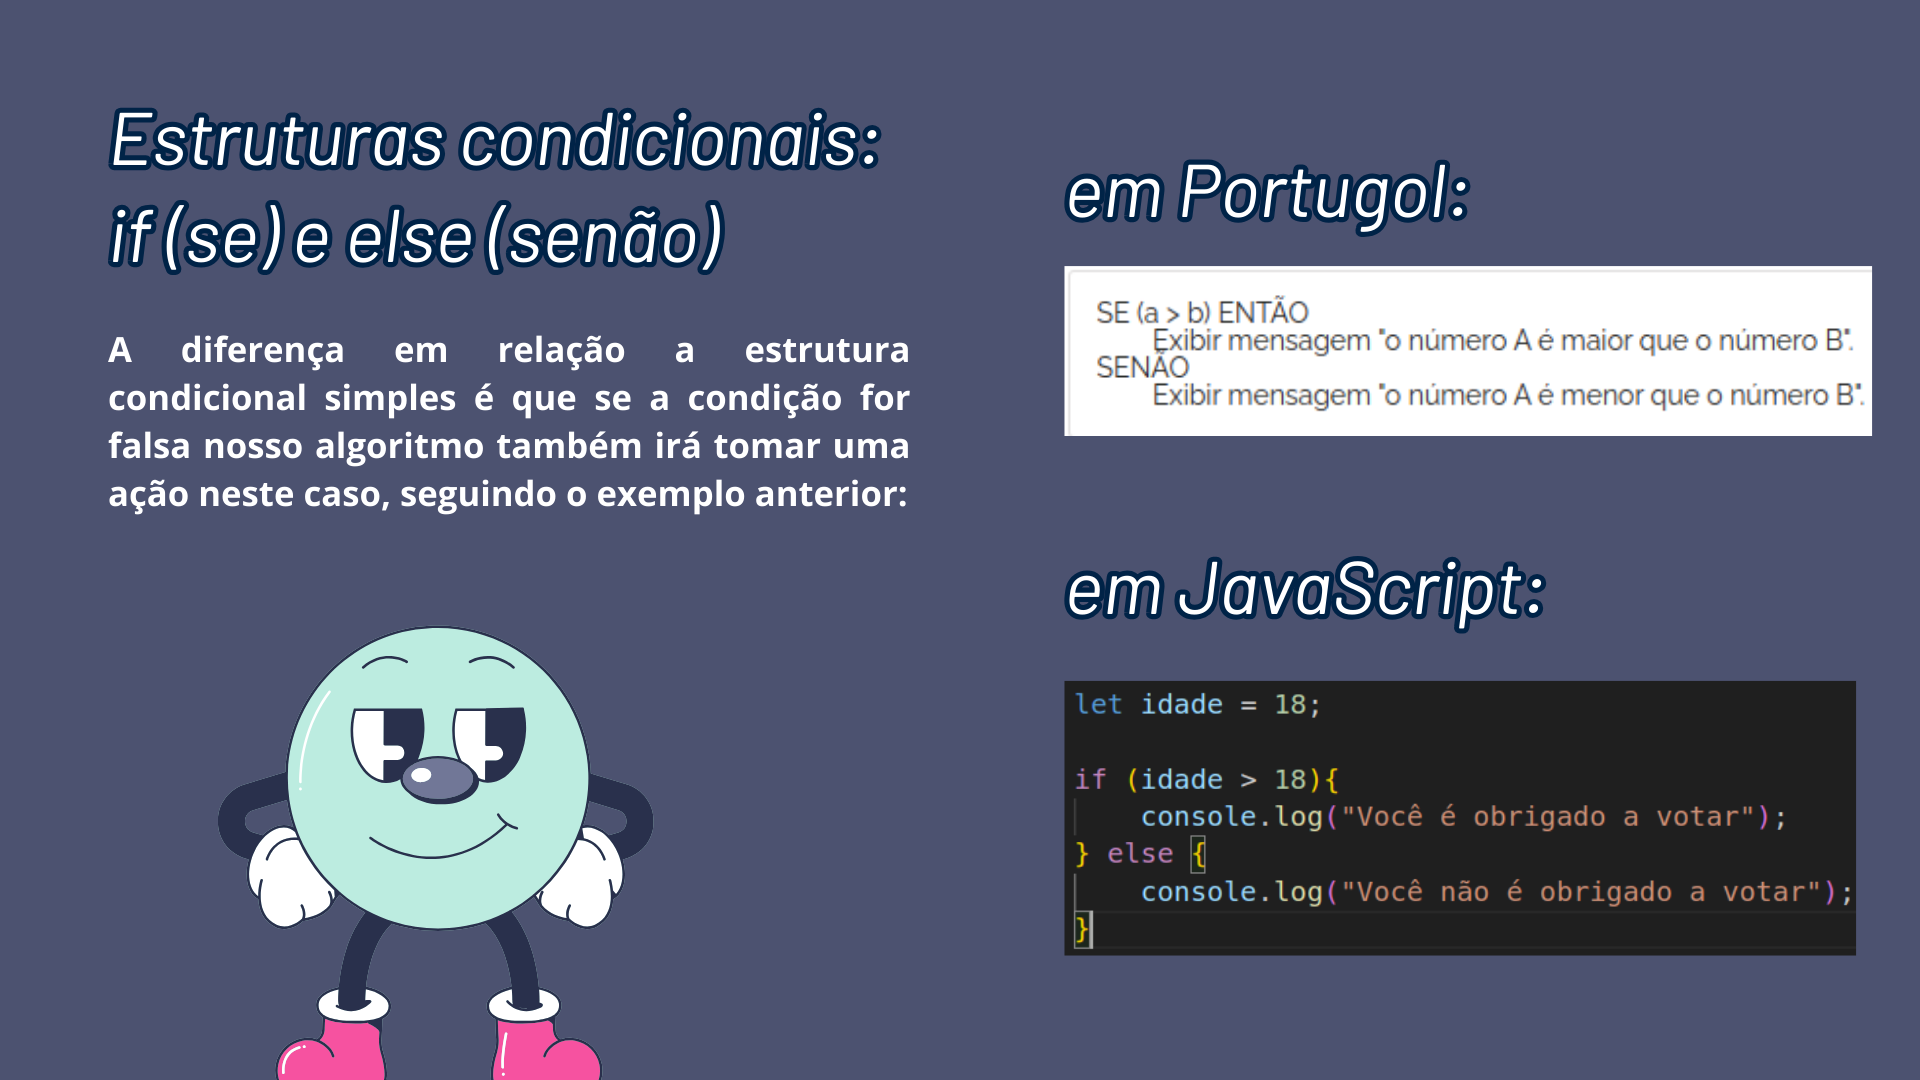 Estruturas condicionais:
if (se) e else (senão)
A diferença em relação a estrutura
condicional simples é que se a condição for
falsa nosso algoritmo também irá tomar uma
ação neste caso, seguindo o exemplo anterior:
em Portugol:
SE (a > b) ENTÃO
Exibir mensagem "o número A é maior que o número B".
SENÃO
Exibir mensagem "o número A é menor que o número B".
em JavaScript:
let idade = 18;
if (idade > 18){
console.log("Você é obrigado a votar");
} else {
console.log("Você não é obrigado a votar");
}